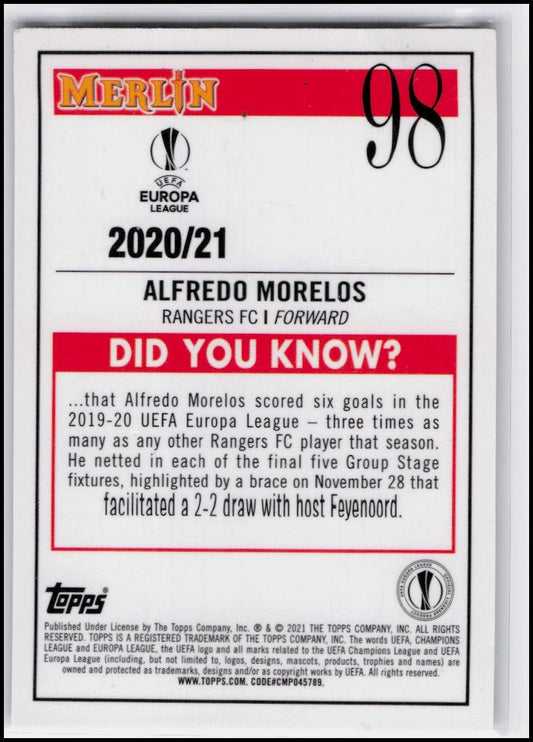 MERLIN
98
UEFA
EUROPA
LEAGUE
2020/21
ALFREDO MORELOS
RANGERS FC | FORWARD
DID YOU KNOW?
...that Alfredo Morelos scored six goals in the
2019-20 UEFA Europa League – three times as
many as any other Rangers FC player that season.
He netted in each of the final five Group Stage
fixtures, highlighted by a brace on November 28 that
facilitated a 2-2 draw with host Feyenoord.
Topps®
Published Under License by The Topps Company, Inc. ® & © 2021 THE TOPPS COMPANY, INC. ALL RIGHTS
RESERVED. TOPPS IS A REGISTERED TRADEMARK OF THE TOPPS COMPANY, INC. The words UEFA, CHAMPIONS
LEAGUE and EUROPA LEAGUE, the UEFA logo and all marks related to the UEFA Champions League and UEFA
Europa League (including, but not limited to, logos, designs, mascots, products, trophies and names) are
owned and protected as trademarks, designs and/or as copyright works by UEFA. All rights reserved.
WWW.TOPPS.COM. CODE#CMP045789.